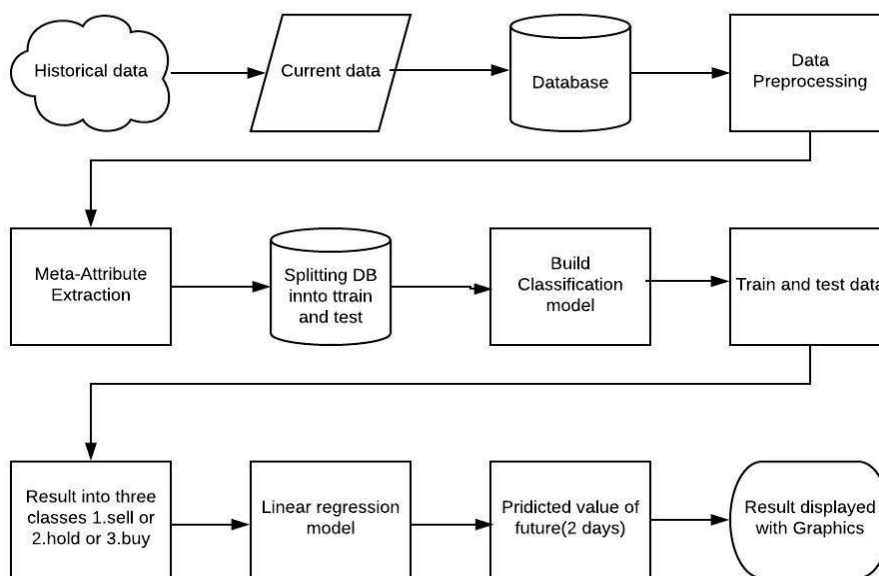 Historical data
Current data
Database
Data
Preprocessing
Meta-Attribute
Extraction
Splitting DB
innto ttrain
and test
Build
Classification
model
Train and test data
Result into three
classes 1.sell or
2.hold or 3.buy
Linear regression
model
Pridicted value of
future(2 days)
Result displayed
with Graphics